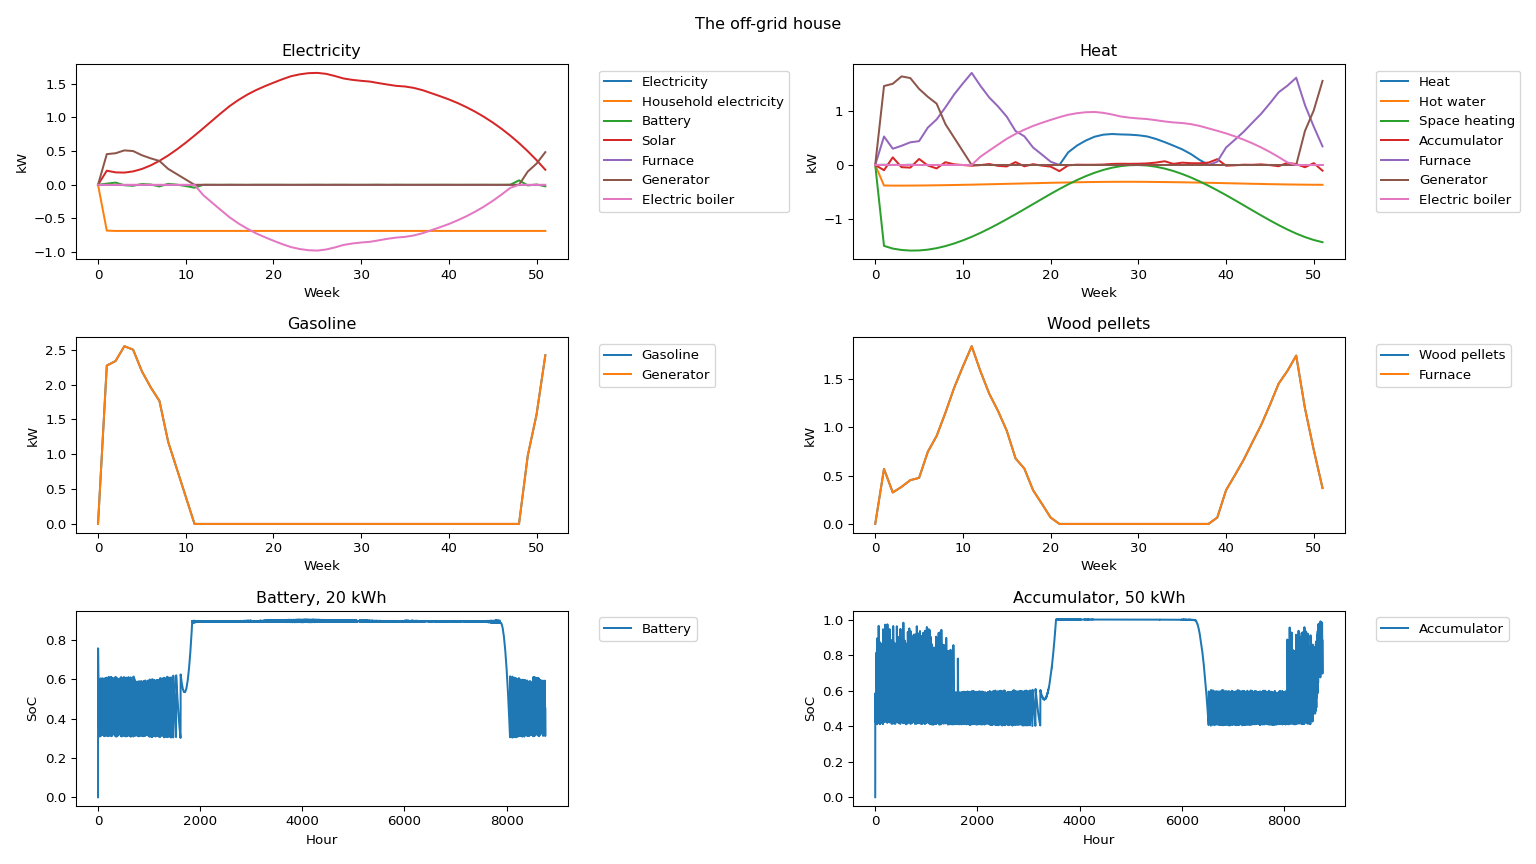 The off-grid house
Electricity
kW
1.5
1.0
0.5
0.0
−0.5
−1.0
0 10 20 30 40 50
Week
Electricity
Household electricity
Battery
Solar
Furnace
Generator
Electric boiler
Heat
kW
1
0
−1
0 10 20 30 40 50
Week
Heat
Hot water
Space heating
Accumulator
Furnace
Generator
Electric boiler
Gasoline
kW
2.5
2.0
1.5
1.0
0.5
0.0
0 10 20 30 40 50
Week
Gasoline
Generator
Wood pellets
kW
1.5
1.0
0.5
0.0
0 10 20 30 40 50
Week
Wood pellets
Furnace
Battery, 20 kWh
SoC
0.8
0.6
0.4
0.2
0.0
0 2000 4000 6000 8000
Hour
Battery
Accumulator, 50 kWh
SoC
1.0
0.8
0.6
0.4
0.2
0.0
0 2000 4000 6000 8000
Hour
Accumulator